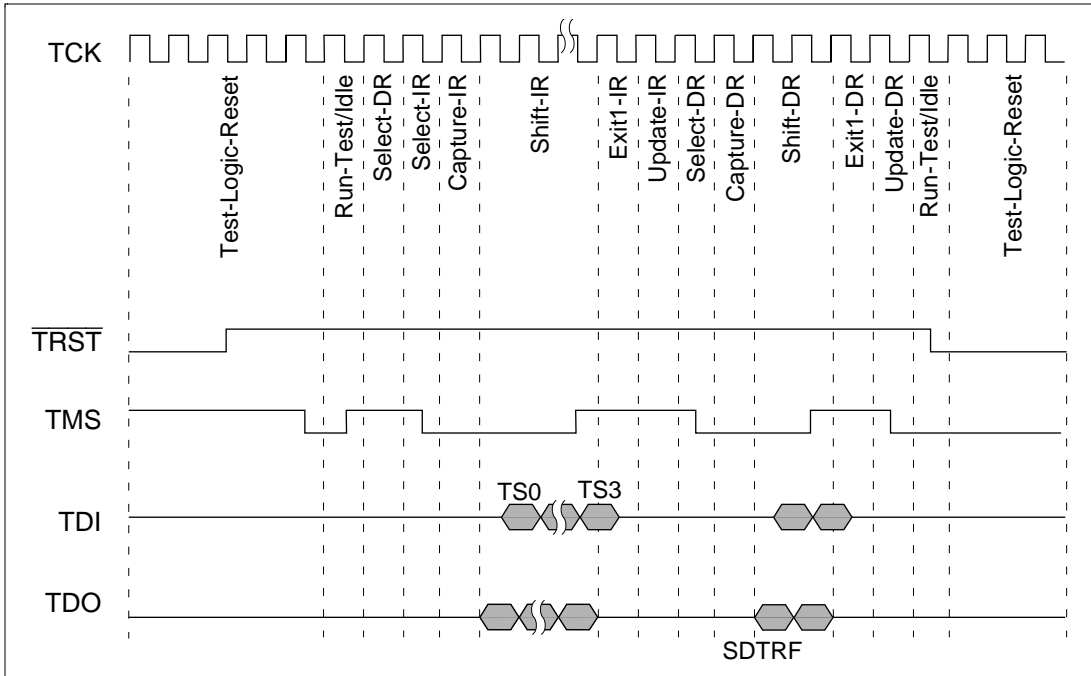 TCK
Test-Logic-Reset
Run-Test/Idle
Select-DR
Select-IR
Capture-IR
Shift-IR
Exit1-IR
Update-IR
Select-DR
Capture-DR
Shift-DR
Exit1-DR
Update-DR
Run-Test/Idle
Test-Logic-Reset
TRST
TMS
TS0
TS3
TDI
TDO
SDTRF